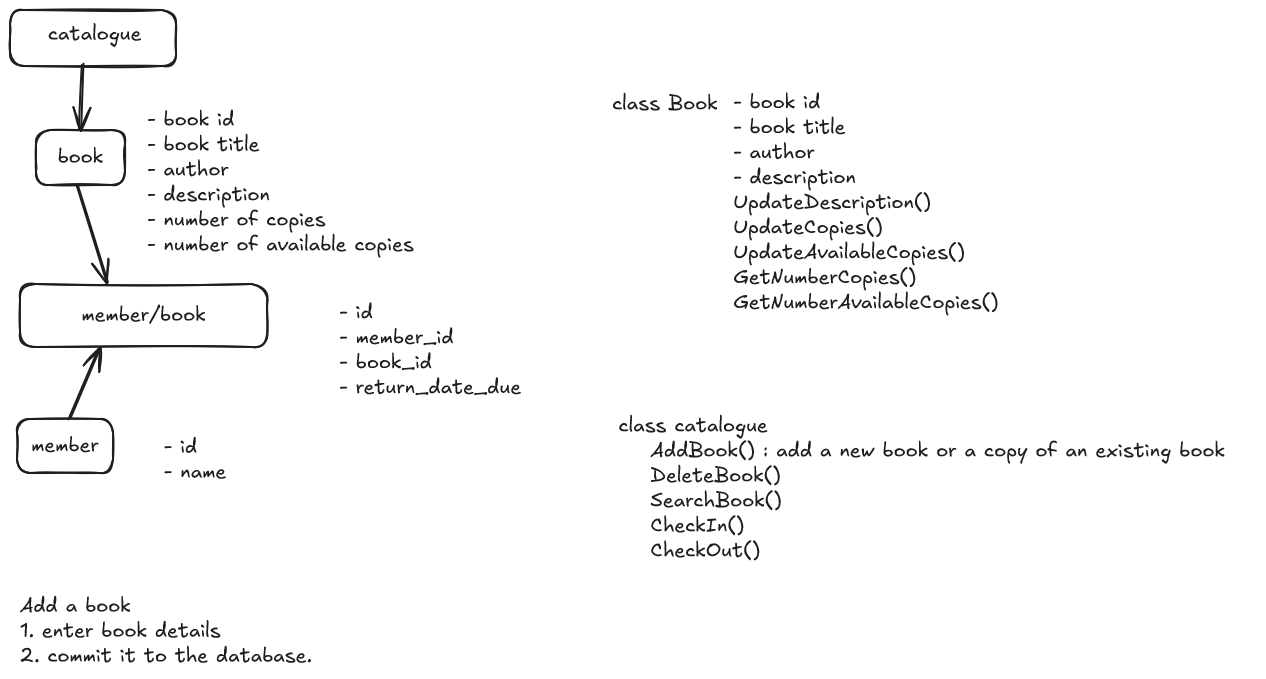 catalogue
book
- book id
- book title
- author
- description
- number of copies
- number of available copies
member/book
- id
- member_id
- book_id
- return_date_due
member
- id
- name
Add a book
1. enter book details
2. commit it to the database.
class Book - book id
- book title
- author
- description
UpdateDescription()
UpdateCopies()
UpdateAvailableCopies()
GetNumberCopies()
GetNumberAvailableCopies()
class catalogue
AddBook() : add a new book or a copy of an existing book
DeleteBook()
SearchBook()
CheckIn()
CheckOut()